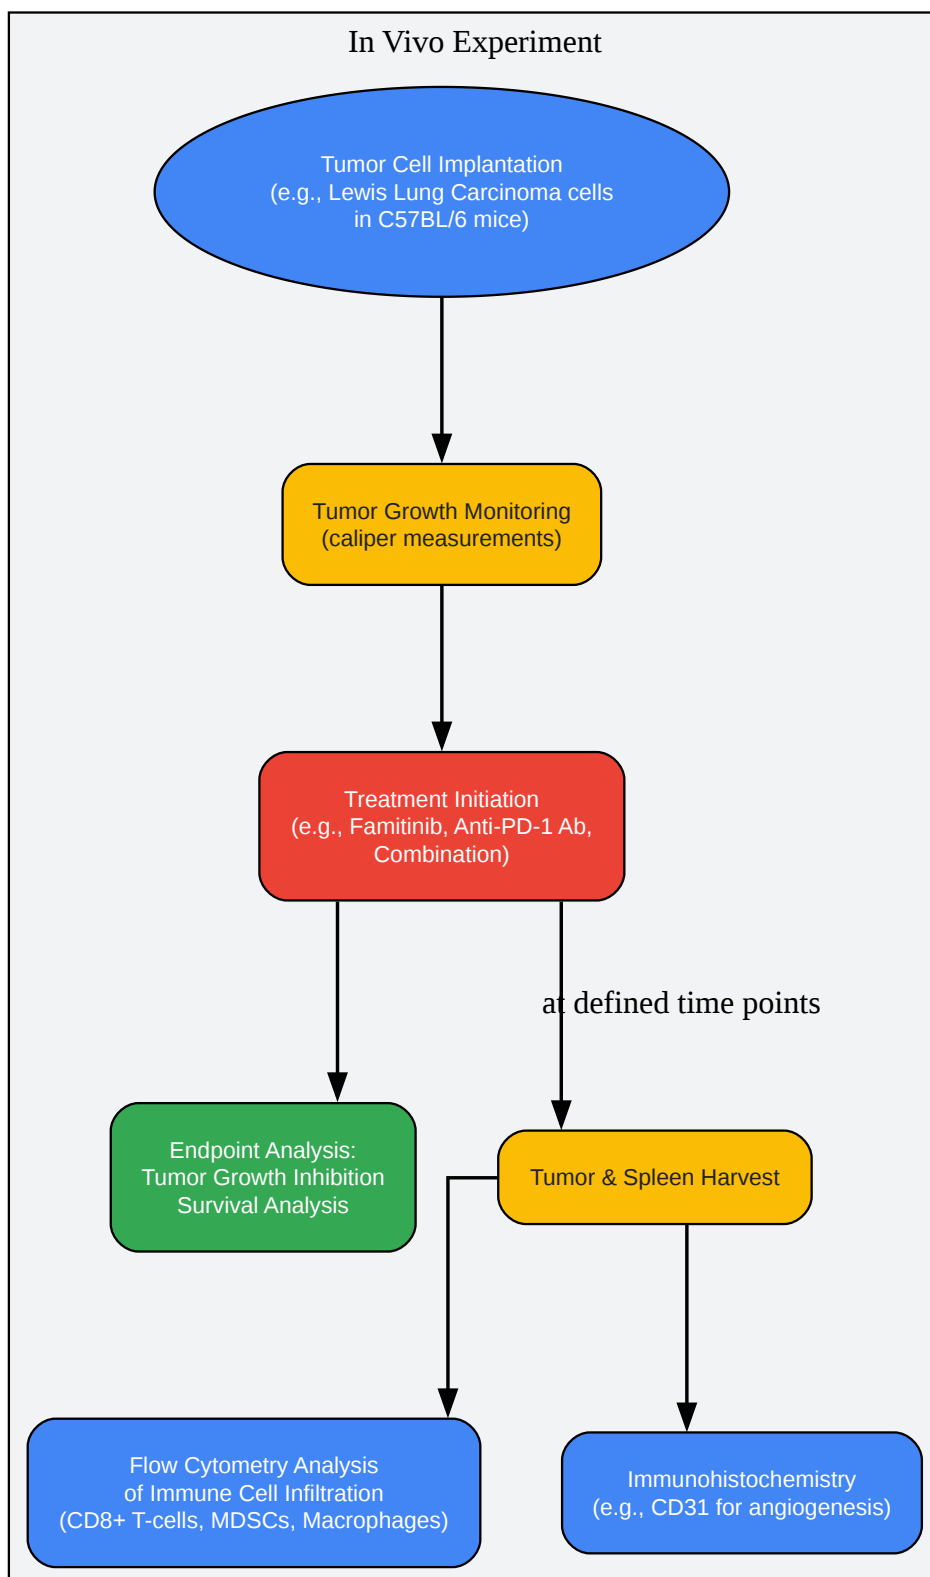 In Vivo Experiment
Tumor Cell Implantation
(e.g., Lewis Lung Carcinoma cells
in C57BL/6 mice)
Tumor Growth Monitoring
(caliper measurements)
Treatment Initiation
(e.g., Famitinib, Anti-PD-1 Ab,
Combination)
at defined time points
Endpoint Analysis:
Tumor Growth Inhibition
Survival Analysis
Tumor & Spleen Harvest
Flow Cytometry Analysis
of Immune Cell Infiltration
(CD8+ T-cells, MDSCs, Macrophages)
Immunohistochemistry
(e.g., CD31 for angiogenesis)